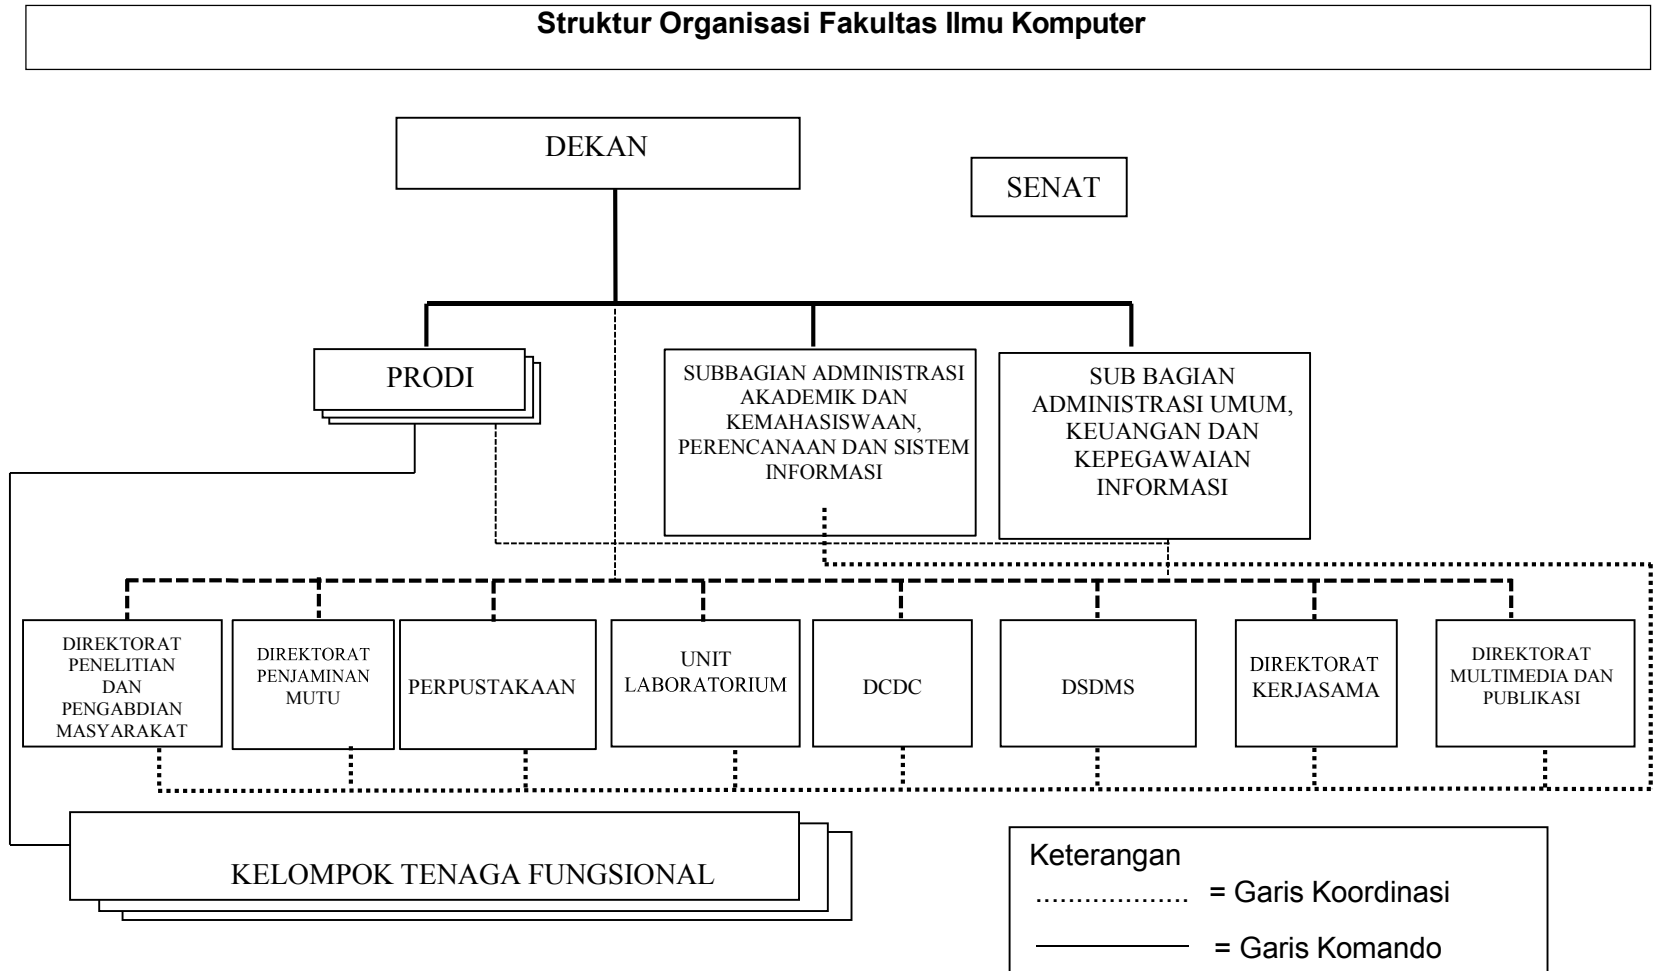 Struktur Organisasi Fakultas Ilmu Komputer
DEKAN
SENAT
PRODI
SUBBAGIAN ADMINISTRASI
AKADEMIK DAN
KEMAHASISWAAN,
PERENCANAAN DAN SISTEM
INFORMASI
SUB BAGIAN
ADMINISTRASI UMUM,
KEUANGAN DAN
KEPEGAWAIAN
INFORMASI
DIREKTORAT
PENELITIAN
DAN
PENGABDIAN
MASYARAKAT
DIREKTORAT
PENJAMINAN
MUTU
PERPUSTAKAAN
UNIT
LABORATORIUM
DCDC
DSDMS
DIREKTORAT
KERJASAMA
DIREKTORAT
MULTIMEDIA DAN
PUBLIKASI
KELOMPOK TENAGA FUNGSIONAL
Keterangan
................... = Garis Koordinasi
= Garis Komando